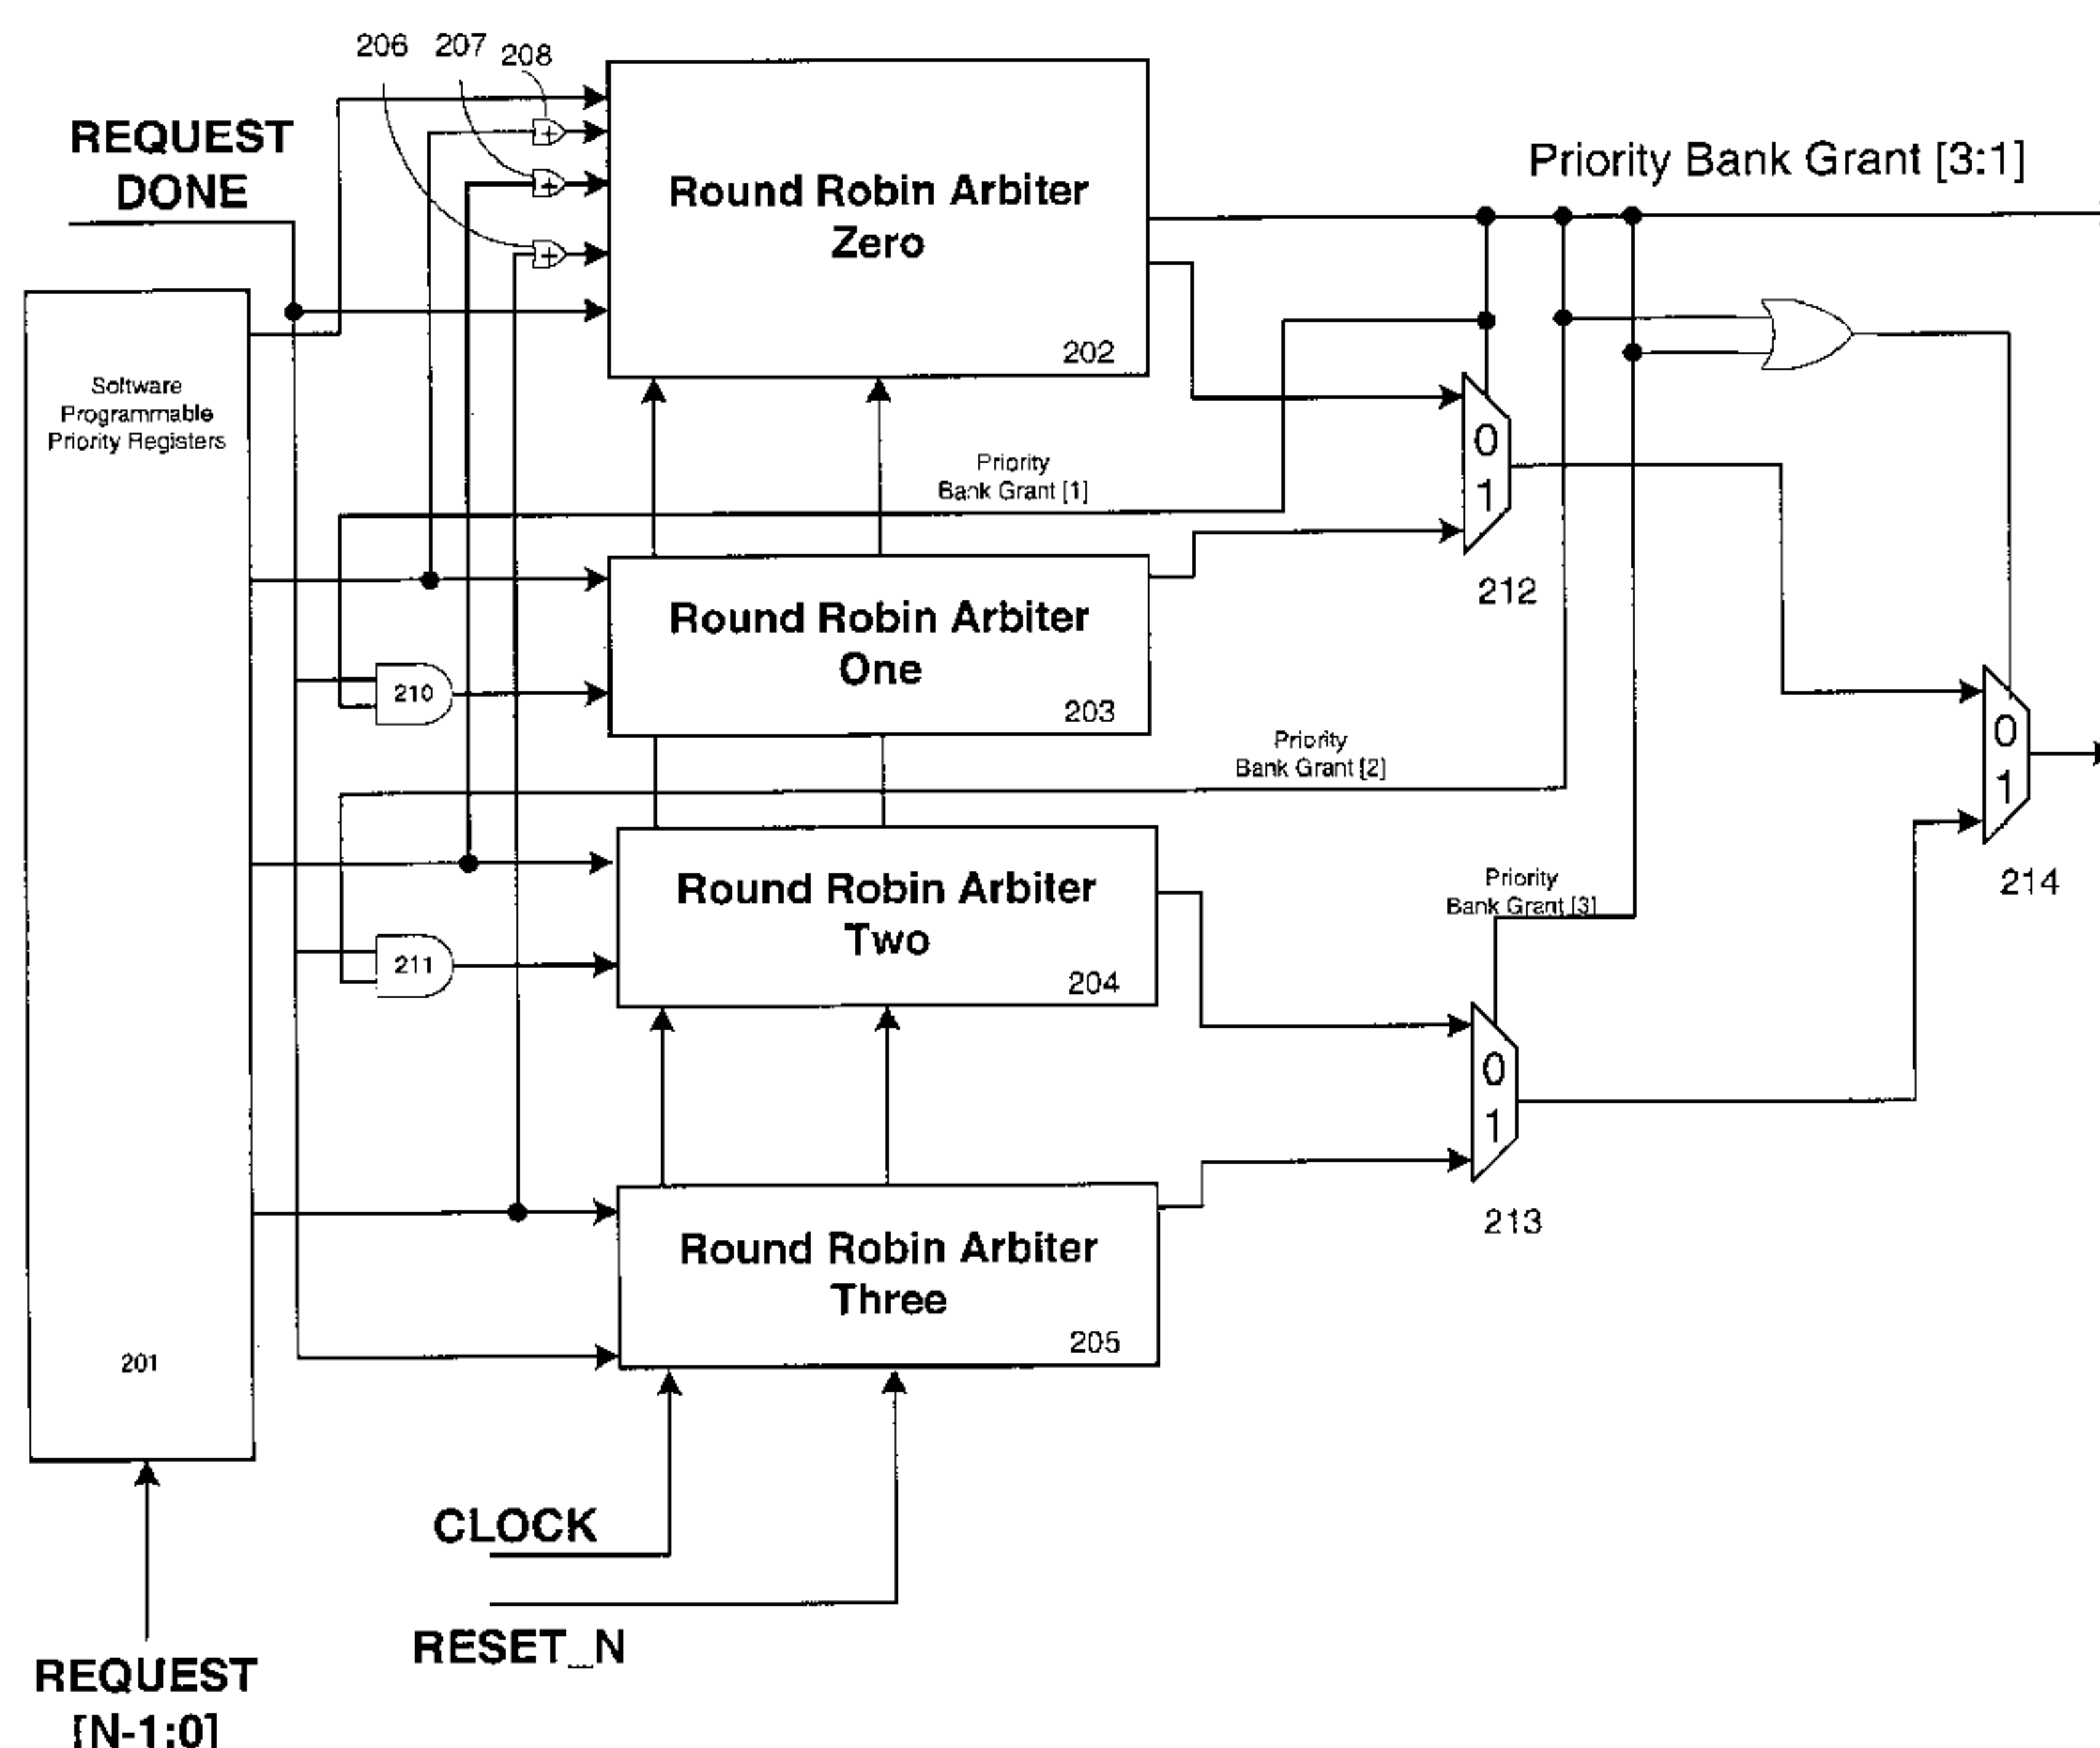 206 207 208
REQUEST
DONE
Round Robin Arbiter
Zero
202
Priority Bank Grant [3:1]
Software
Programmable
Priority Registers
Priority
Bank Grant [1]
0
1
212
Round Robin Arbiter
One
203
210
Priority
Bank Grant [2]
0
1
214
Round Robin Arbiter
Two
204
211
Priority
Bank Grant [3]
0
1
213
Round Robin Arbiter
Three
205
201
CLOCK
RESET_N
REQUEST
[N-1:0]
+
+
+